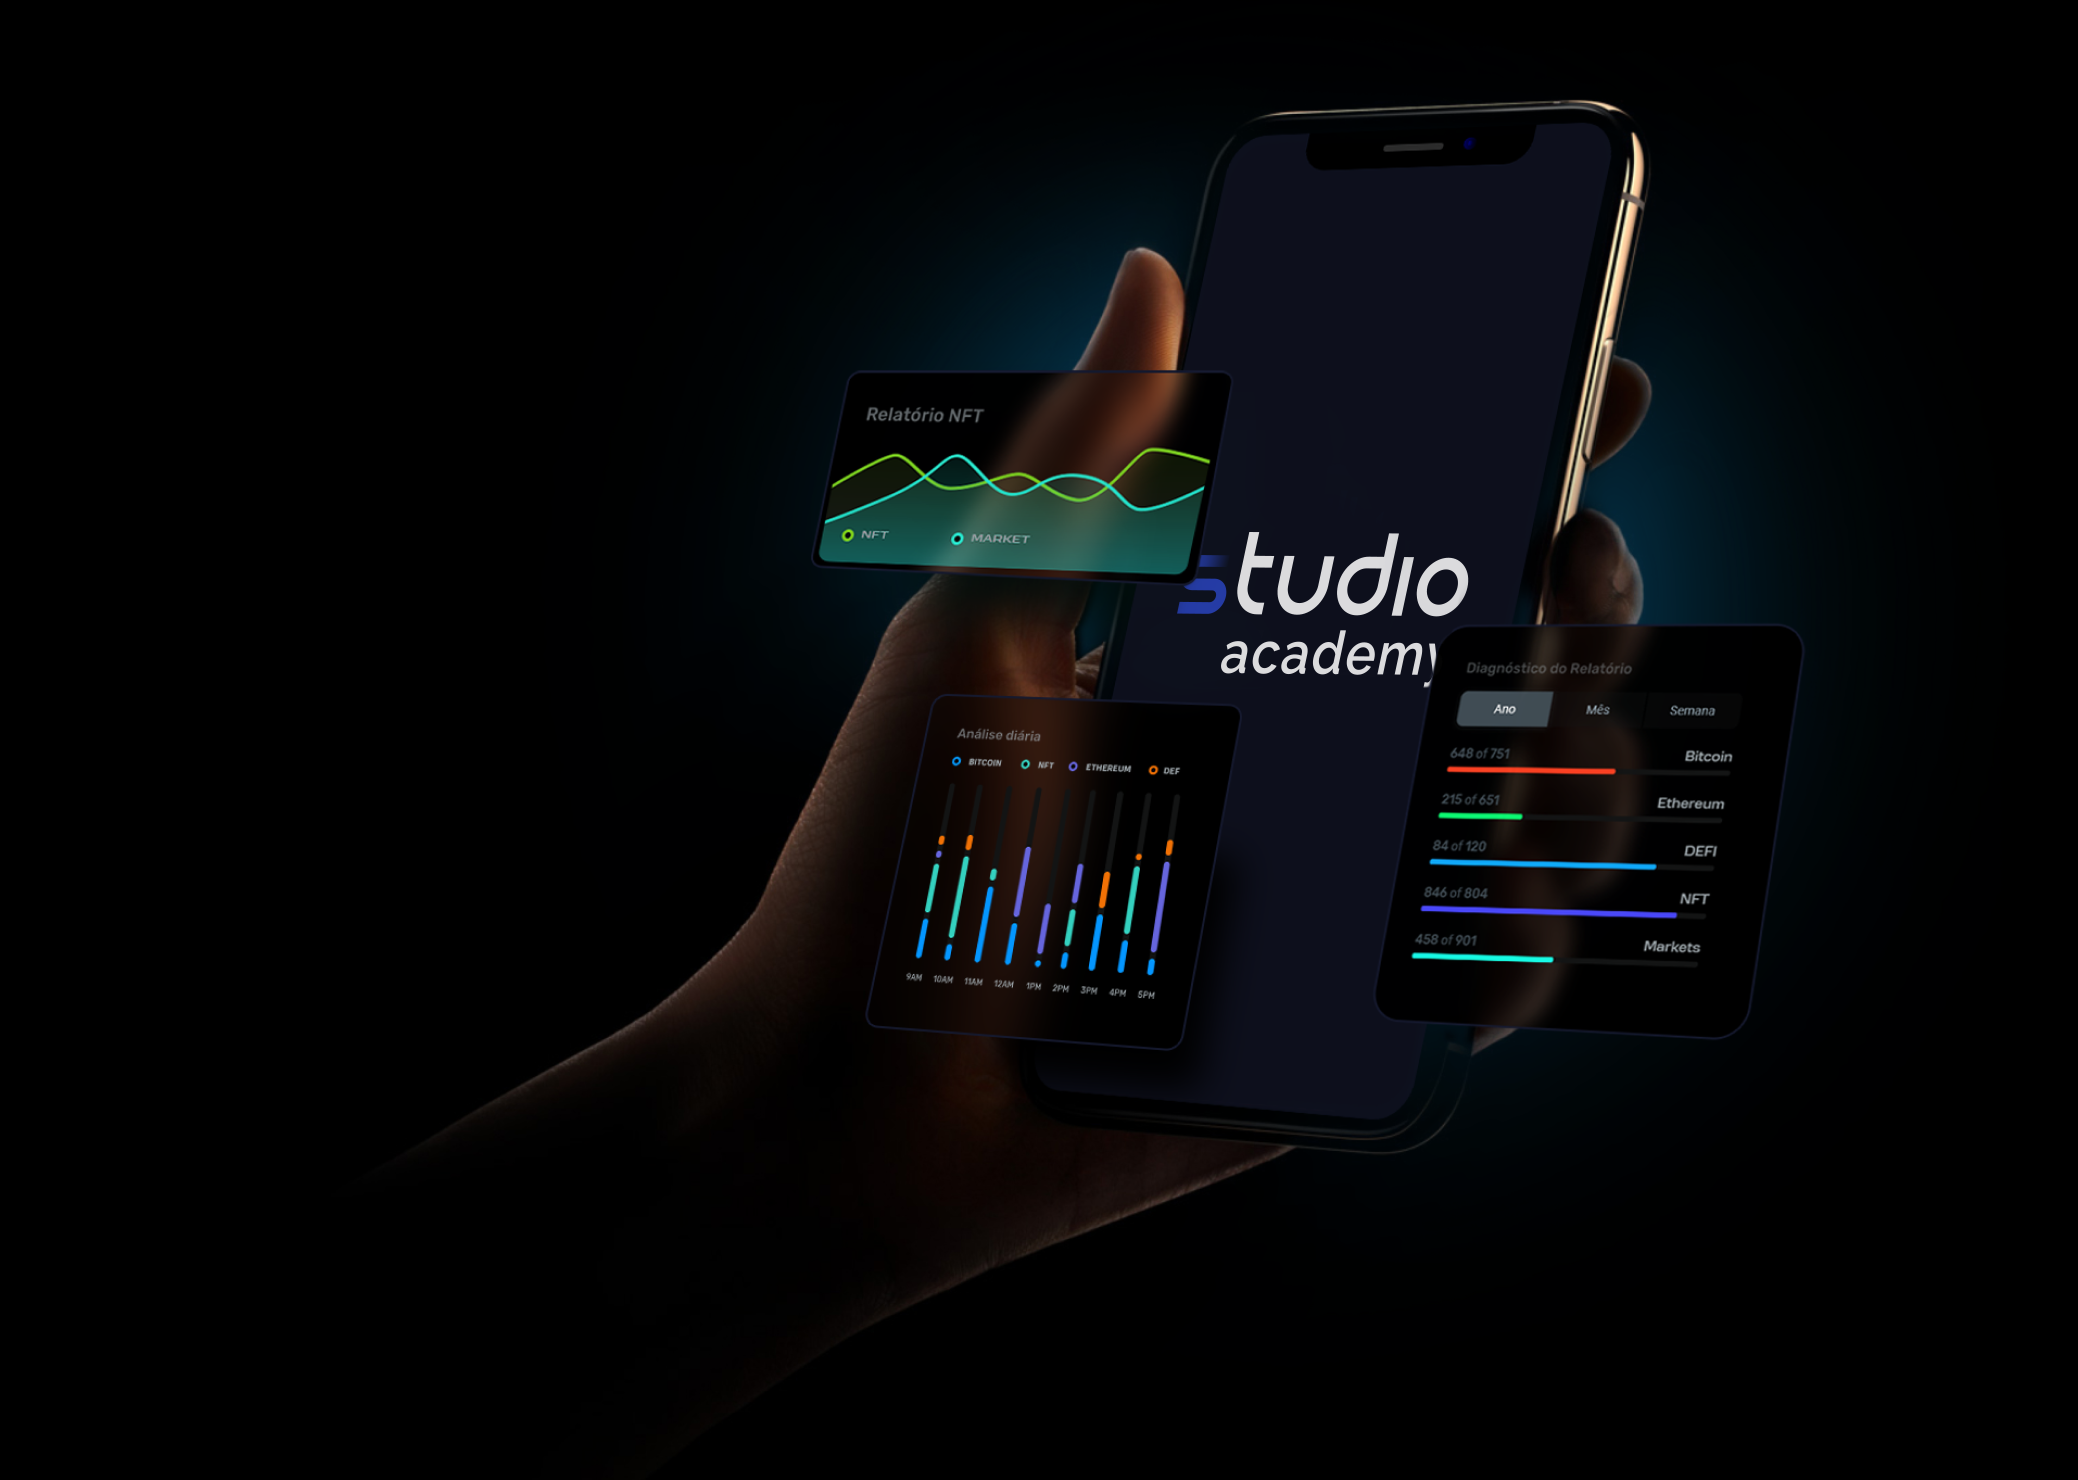 Relatório NFT
NFT
MARKET
studio
academy
Análise diária
BITCOIN NFT ETHEREUM DEF
9AM 10AM 11AM 12AM 1PM 2PM 3PM 4PM 5PM
Diagnóstico do Relatório
Ano Mês Semana
648 of 751 Bitcoin
215 of 651 Ethereum
84 of 120 DEFI
846 of 804 NFT
458 of 901 Markets